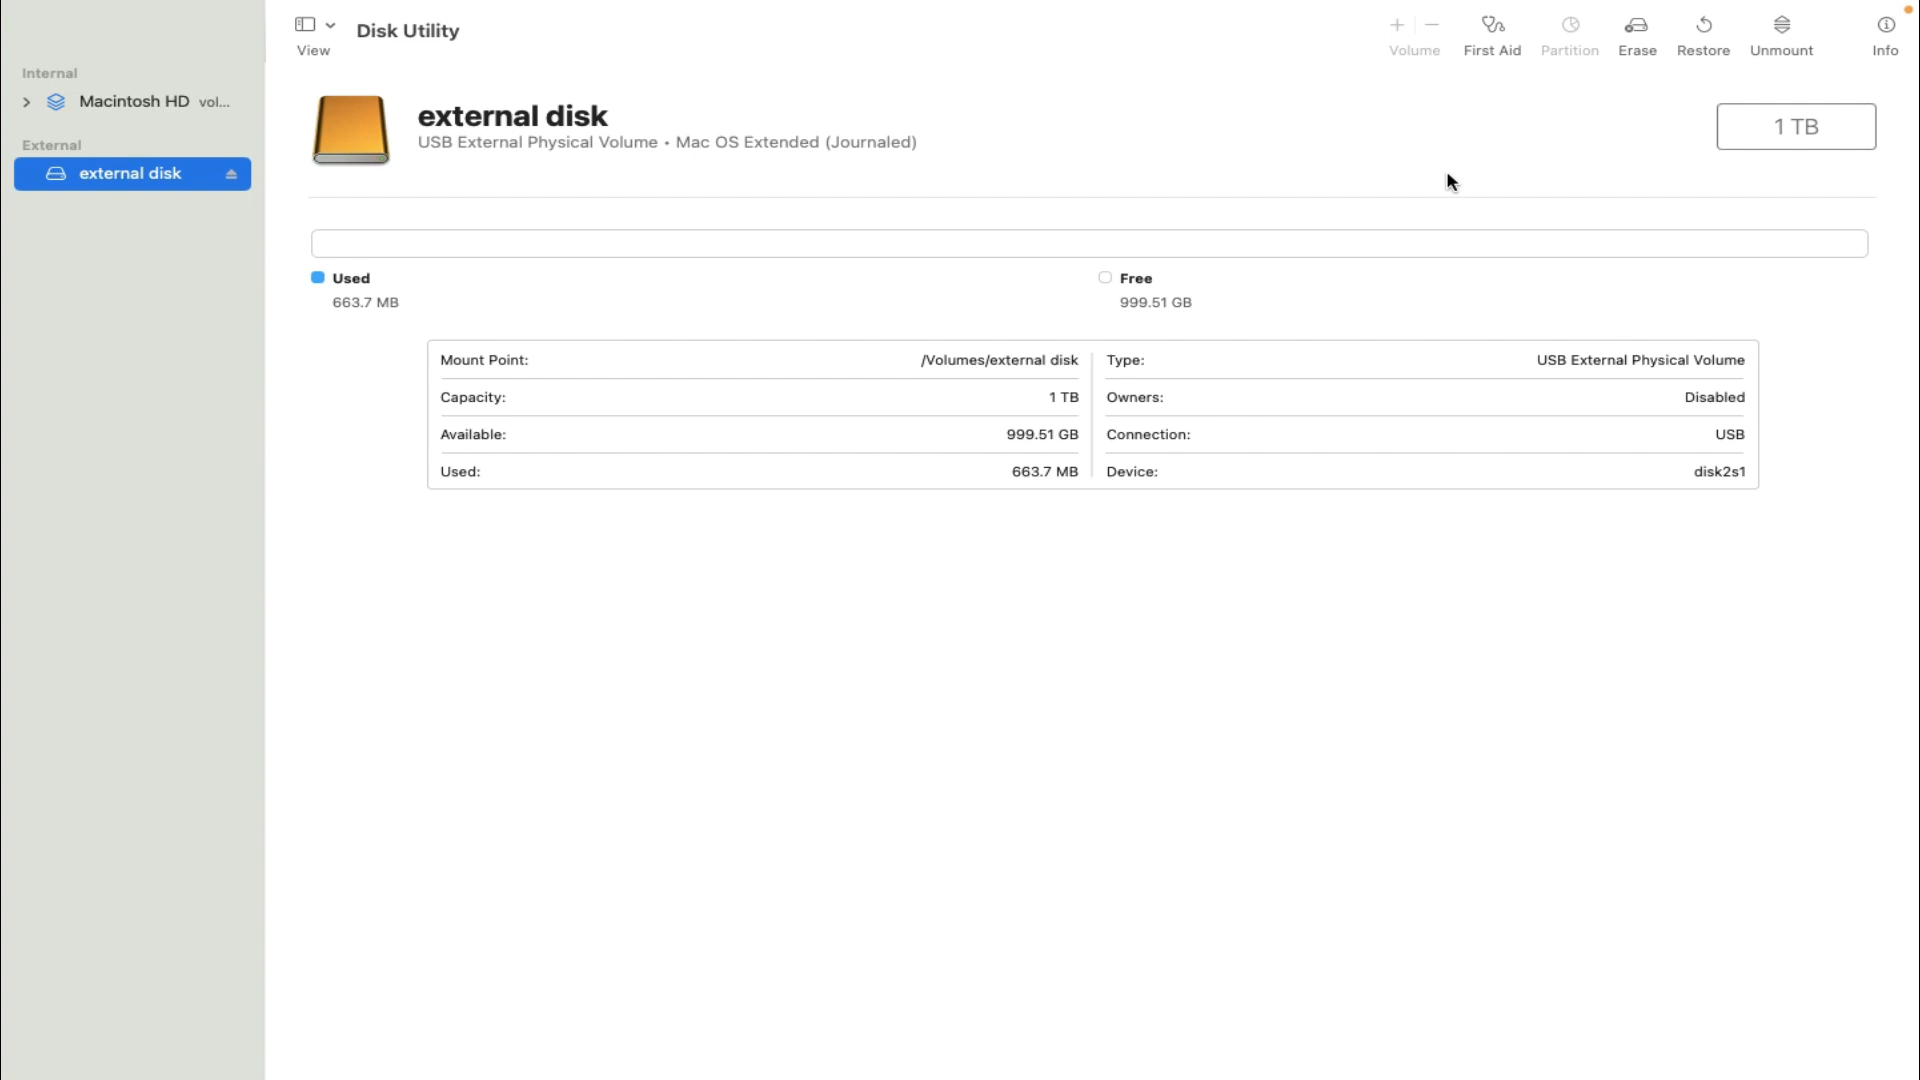 Disk Utility
View
Volume
First Aid
Partition
Erase
Restore
Unmount
Info
Internal
Macintosh HD vol...
External
external disk
external disk
USB External Physical Volume • Mac OS Extended (Journaled)
1 TB
Used
663.7 MB
Free
999.51 GB
Mount Point: /Volumes/external disk
Capacity: 1 TB
Available: 999.51 GB
Used: 663.7 MB
Type: USB External Physical Volume
Owners: Disabled
Connection: USB
Device: disk2s1